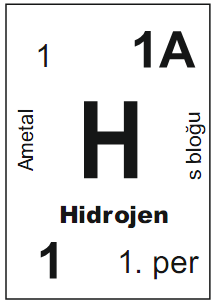 1 1A
Ametal
H
s bloğu
Hidrojen
1 1. per